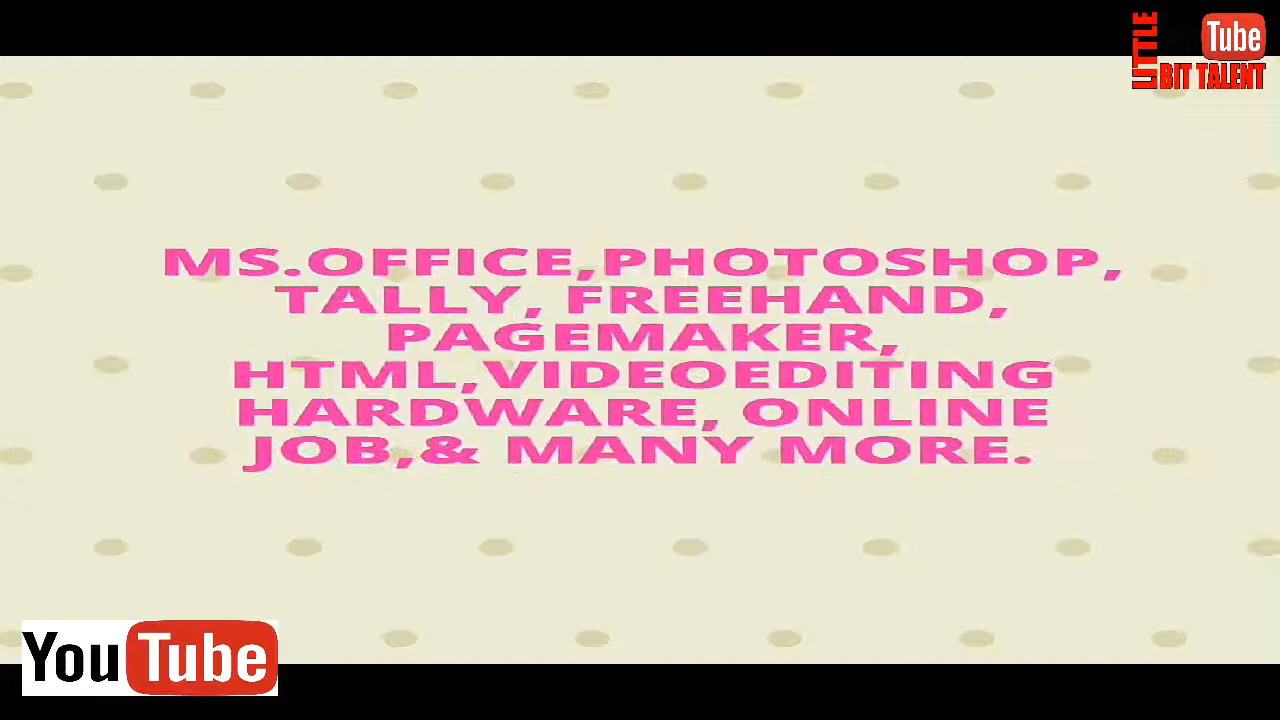 LITTLE
Tube
BIT TALENT
MS.OFFICE,PHOTOSHOP,
TALLY, FREEHAND,
PAGEMAKER,
HTML,VIDEOEDITING
HARDWARE, ONLINE
JOB,& MANY MORE.
YouTube